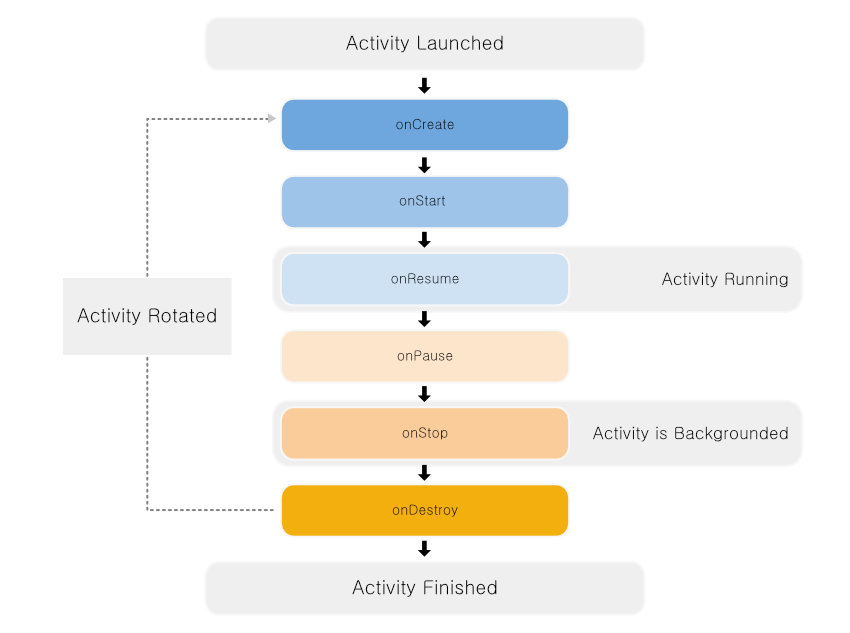 Activity Launched
onCreate
onStart
onResume
Activity Running
Activity Rotated
onPause
onStop
Activity is Backgrounded
onDestroy
Activity Finished